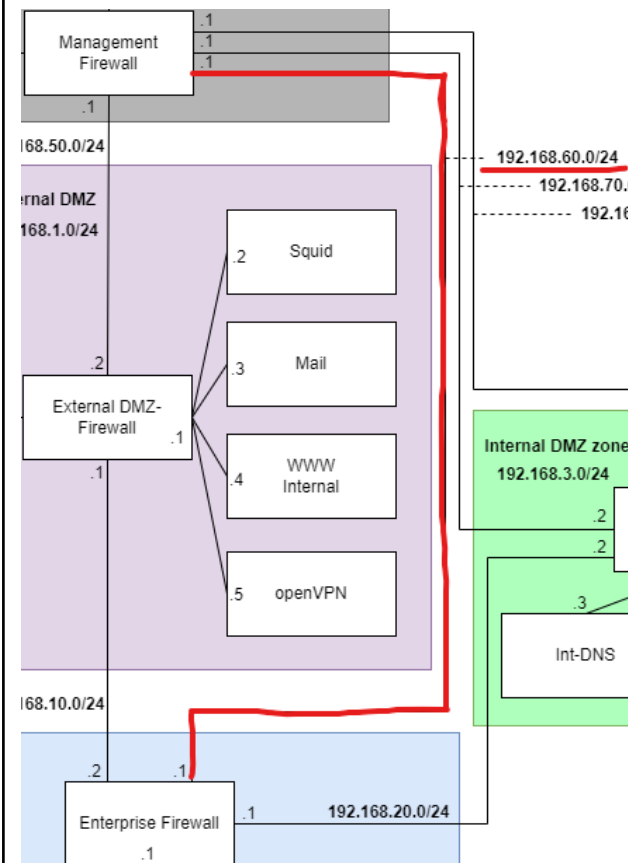 Management
Firewall
.1
.1
.1
.1
168.50.0/24
192.168.60.0/24
192.168.70.
192.16
ernal DMZ
168.1.0/24
.2
Squid
.3
Mail
.2
External DMZ-
Firewall
.1
.1
.4
WWW
Internal
.5
openVPN
Internal DMZ zone
192.168.3.0/24
.2
.2
.3
Int-DNS
168.10.0/24
.2
.1
Enterprise Firewall
.1
.1
192.168.20.0/24